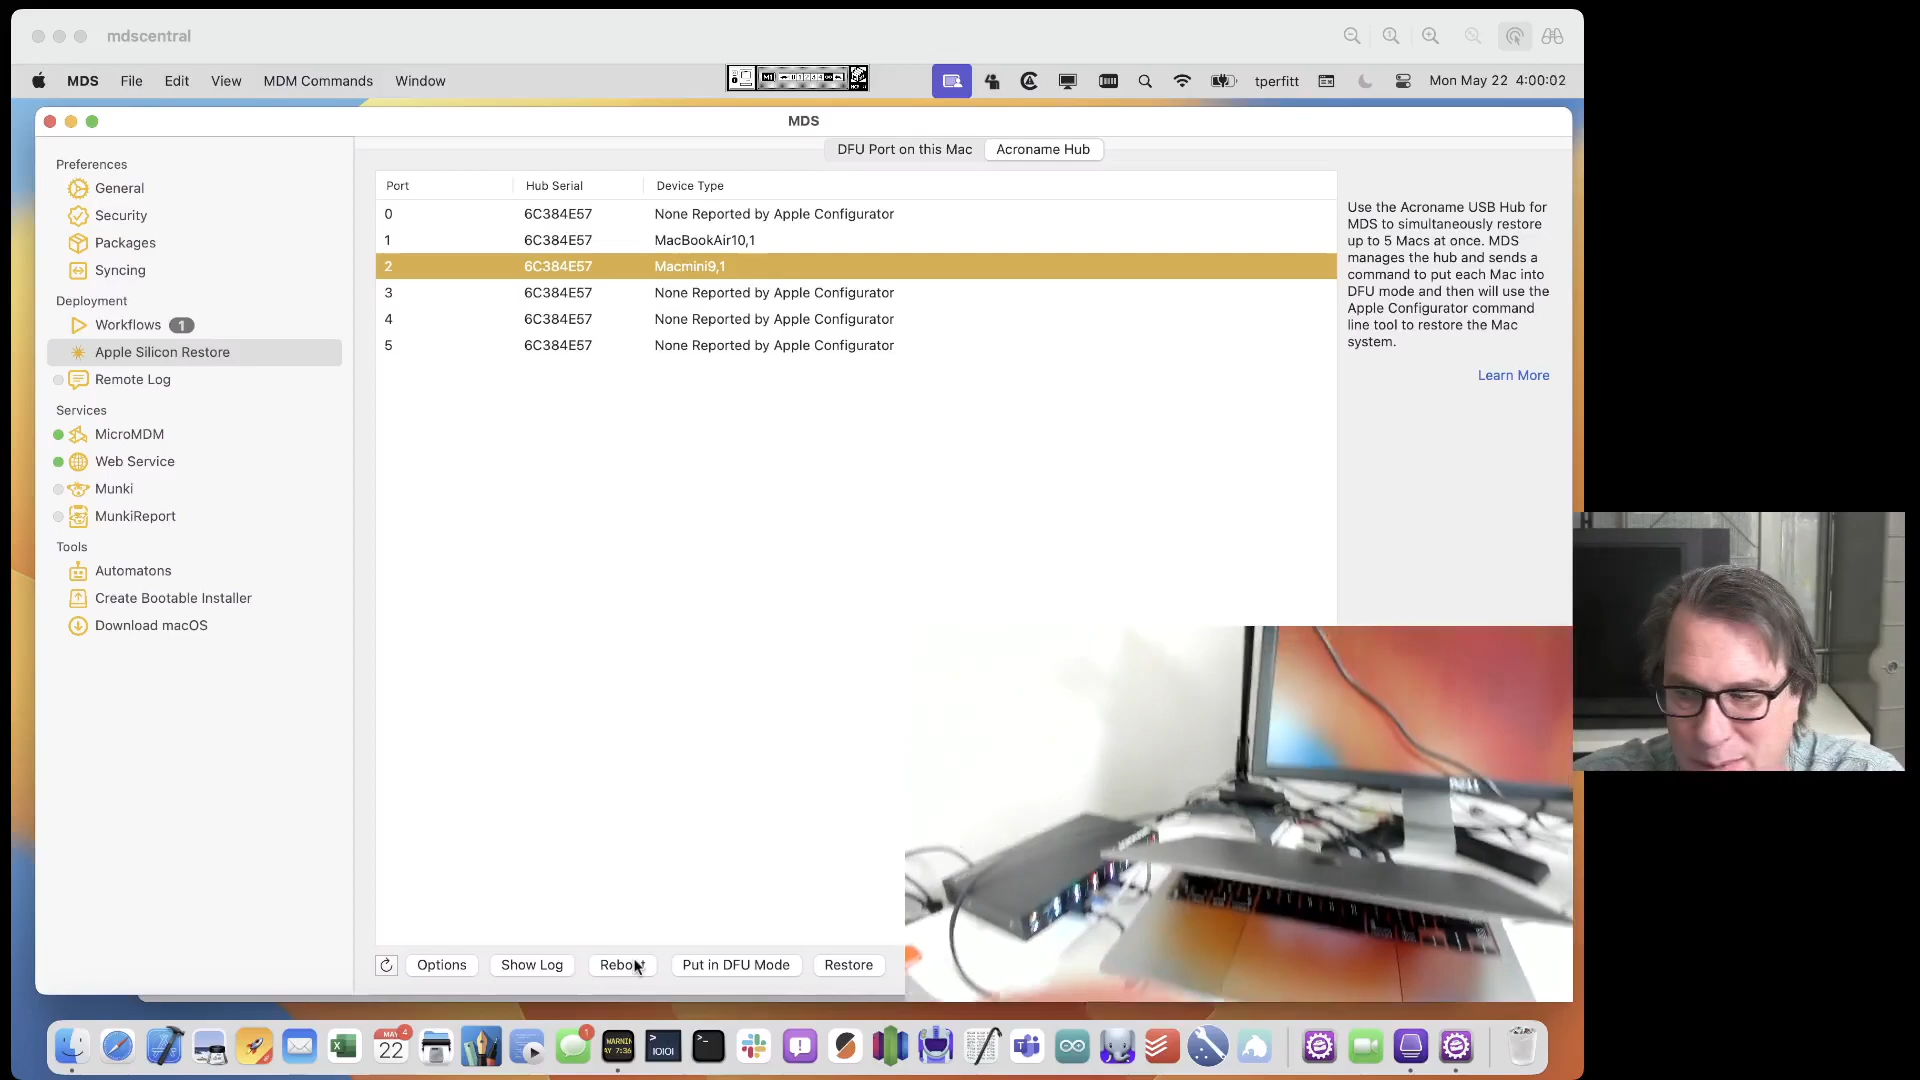 mdscentral
MDS File Edit View MDM Commands Window
tperfitt Mon May 22 4:00:02
MDS
DFU Port on this Mac Acroname Hub
Preferences
General
Security
Packages
Syncing
Deployment
Workflows 1
Apple Silicon Restore
Remote Log
Services
MicroMDM
Web Service
Munki
MunkiReport
Tools
Automatons
Create Bootable Installer
Download macOS
Port Hub Serial Device Type
0 6C384E57 None Reported by Apple Configurator
1 6C384E57 MacBookAir10,1
2 6C384E57 Macmini9,1
3 6C384E57 None Reported by Apple Configurator
4 6C384E57 None Reported by Apple Configurator
5 6C384E57 None Reported by Apple Configurator
Use the Acroname USB Hub for
MDS to simultaneously restore
up to 5 Macs at once. MDS
manages the hub and sends a
command to put each Mac into
DFU mode and then will use the
Apple Configurator command
line tool to restore the Mac
system.
Learn More
Options Show Log Reboot Put in DFU Mode Restore
MAY 4
22
1